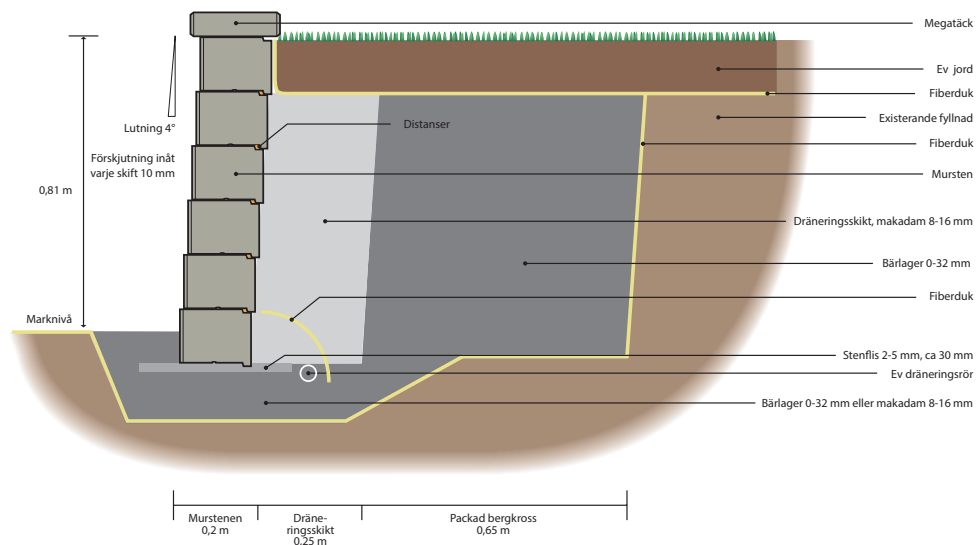 Megatäck
Ev jord
Fiberduk
Existerande fyllnad
Lutning 4°
Distanser
Fiberduk
Förskjutning inåt
varje skift 10 mm
Mursten
0,81 m
Dräneringsskikt, makadam 8-16 mm
Bärlager 0-32 mm
Fiberduk
Marknivå
Stenflis 2-5 mm, ca 30 mm
Ev dräneringsrör
Bärlager 0-32 mm eller makadam 8-16 mm
Murstenen
0,2 m
Dräne-
ringsskikt
0.25 m
Packad bergkross
0,65 m